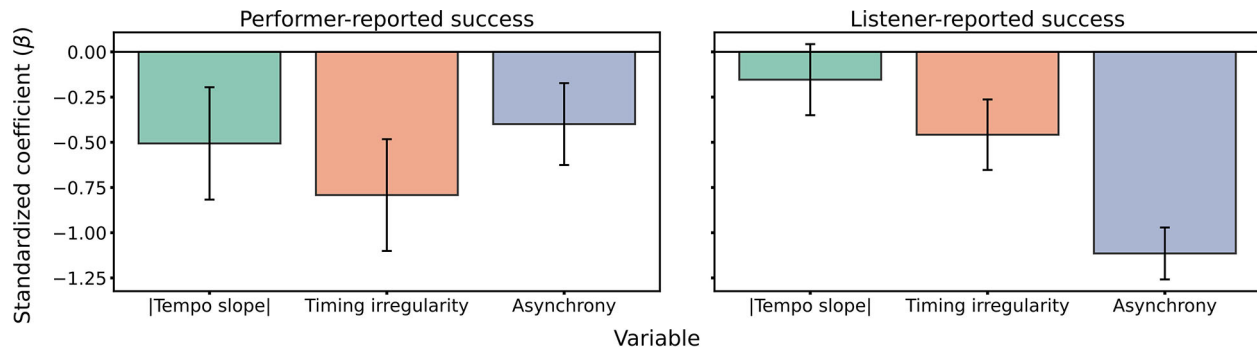 Performer-reported success
Listener-reported success
Standardized coefficient (β)
0.00
−0.25
−0.50
−0.75
−1.00
−1.25
|Tempo slope| Timing irregularity Asynchrony
|Tempo slope| Timing irregularity Asynchrony
Variable